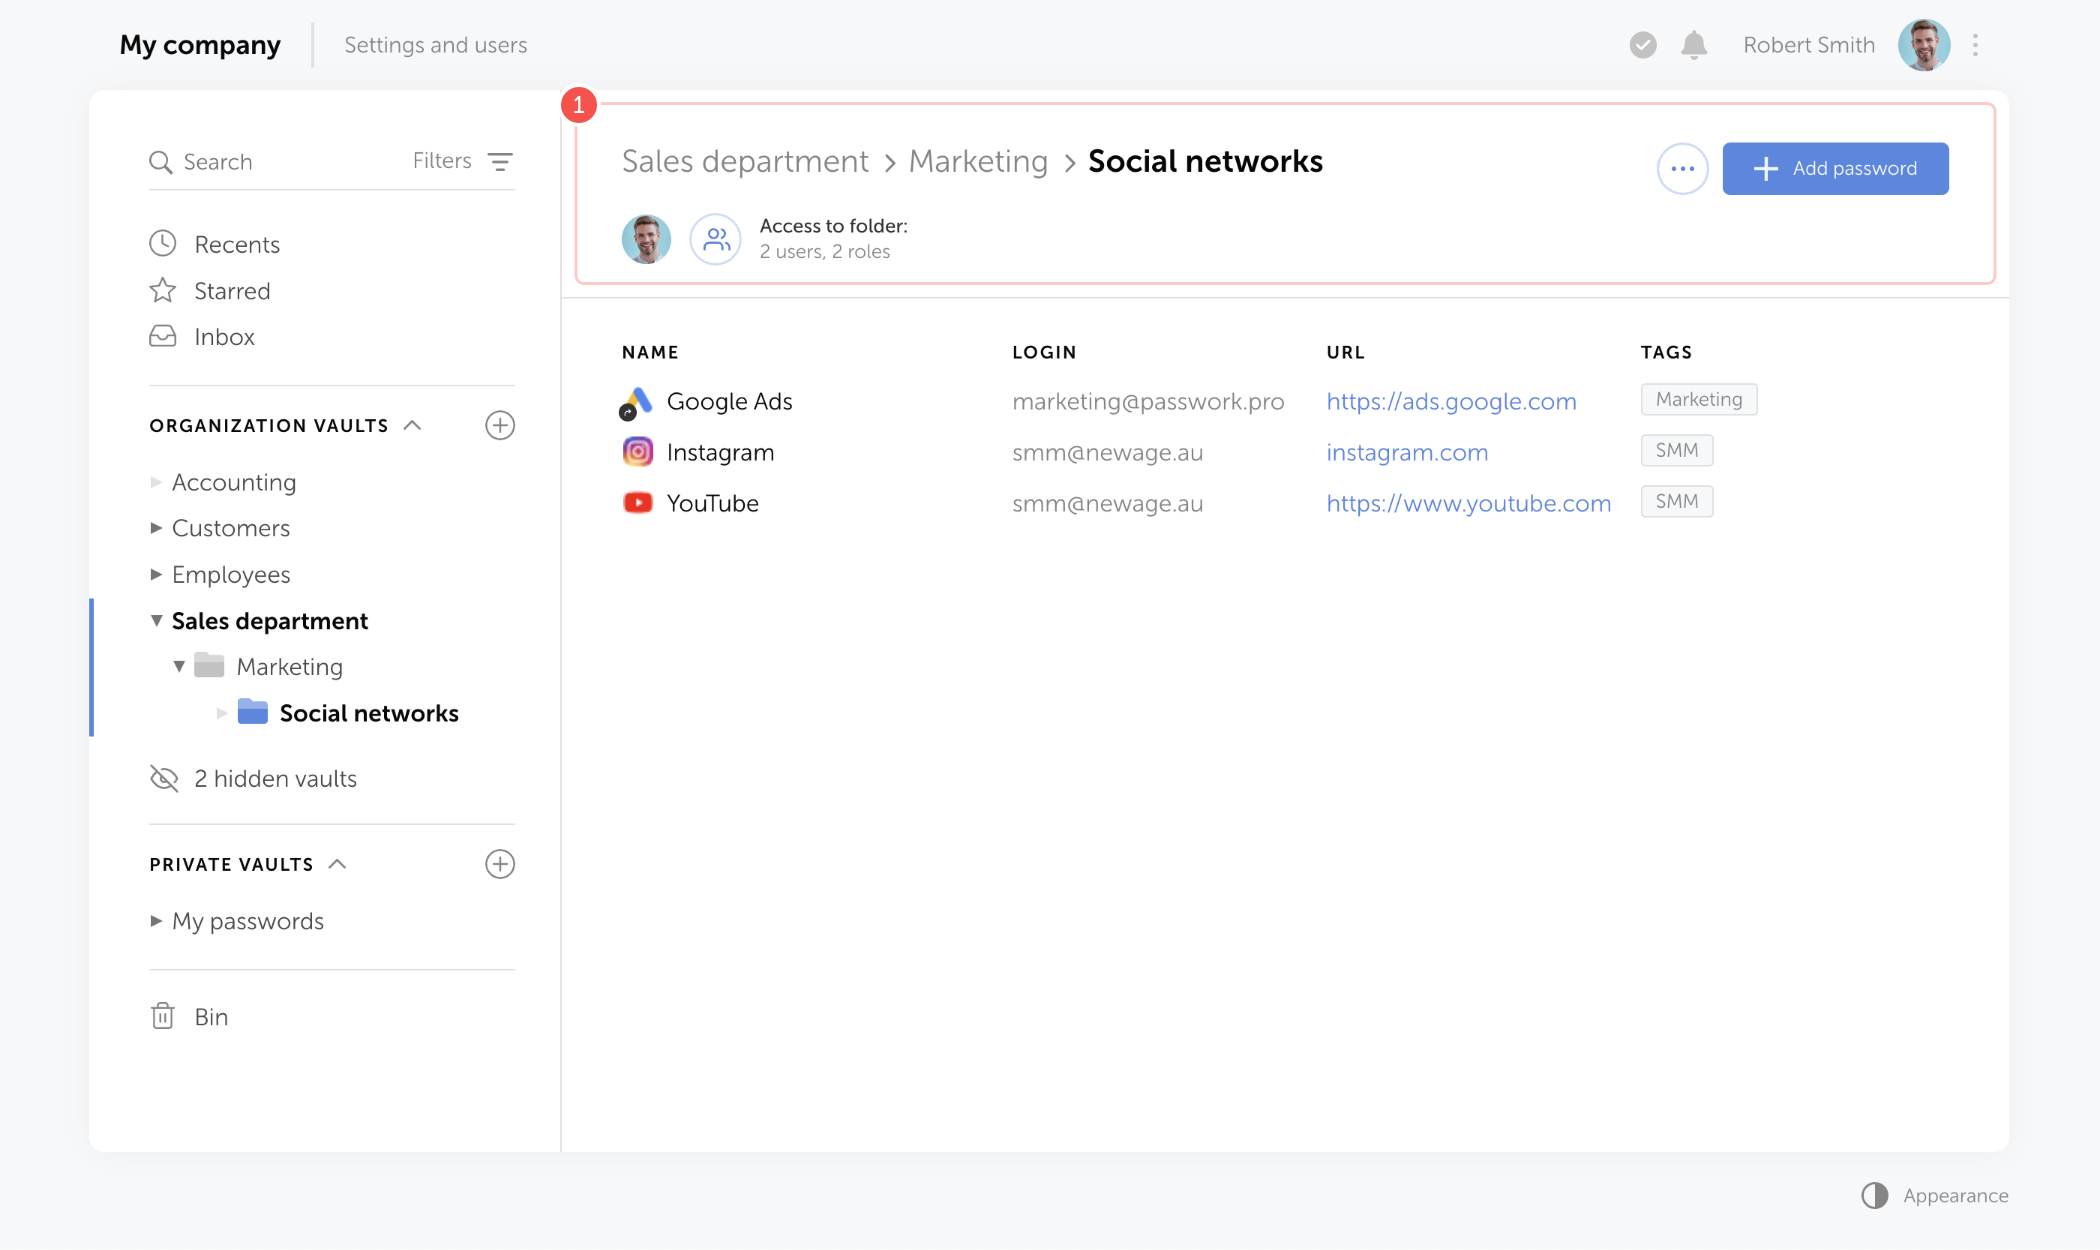 My company
Settings and users
Robert Smith
Search
Filters
Recents
Starred
Inbox
ORGANIZATION VAULTS
Accounting
Customers
Employees
Sales department
Marketing
Social networks
2 hidden vaults
PRIVATE VAULTS
My passwords
Bin
1
Sales department > Marketing > Social networks
Add password
Access to folder:
2 users, 2 roles
NAME LOGIN URL TAGS
Google Ads marketing@passwork.pro https://ads.google.com Marketing
Instagram smm@newage.au instagram.com SMM
YouTube smm@newage.au https://www.youtube.com SMM
Appearance